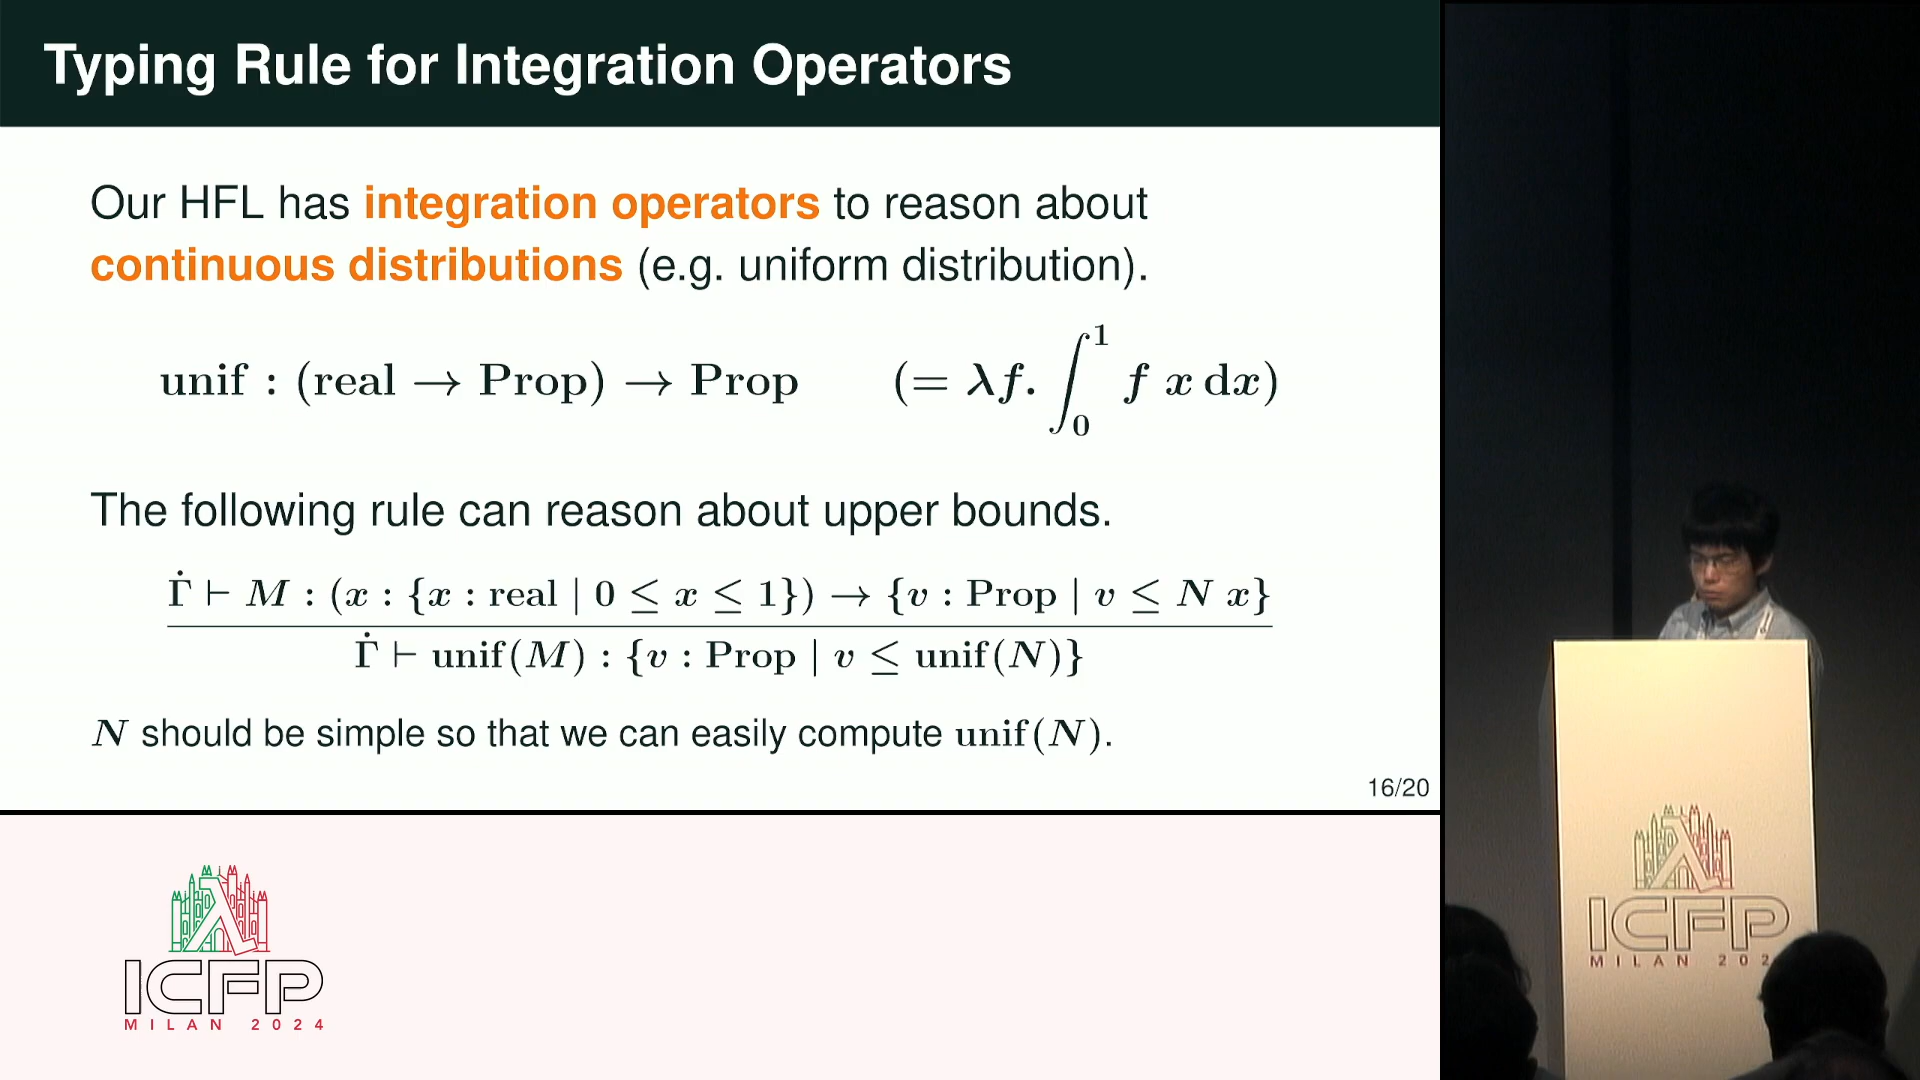 Typing Rule for Integration Operators
Our HFL has integration operators to reason about
continuous distributions (e.g. uniform distribution).
unif : (real → Prop) → Prop (= λf. ∫₀¹ f x dx)
The following rule can reason about upper bounds.
Γ̇ ⊢ M : (x : {x : real | 0 ≤ x ≤ 1}) → {v : Prop | v ≤ N x}
Γ̇ ⊢ unif(M) : {v : Prop | v ≤ unif(N)}
N should be simple so that we can easily compute unif(N).
16/20
ICFP
MILAN 2024
ICFP
MILAN 202